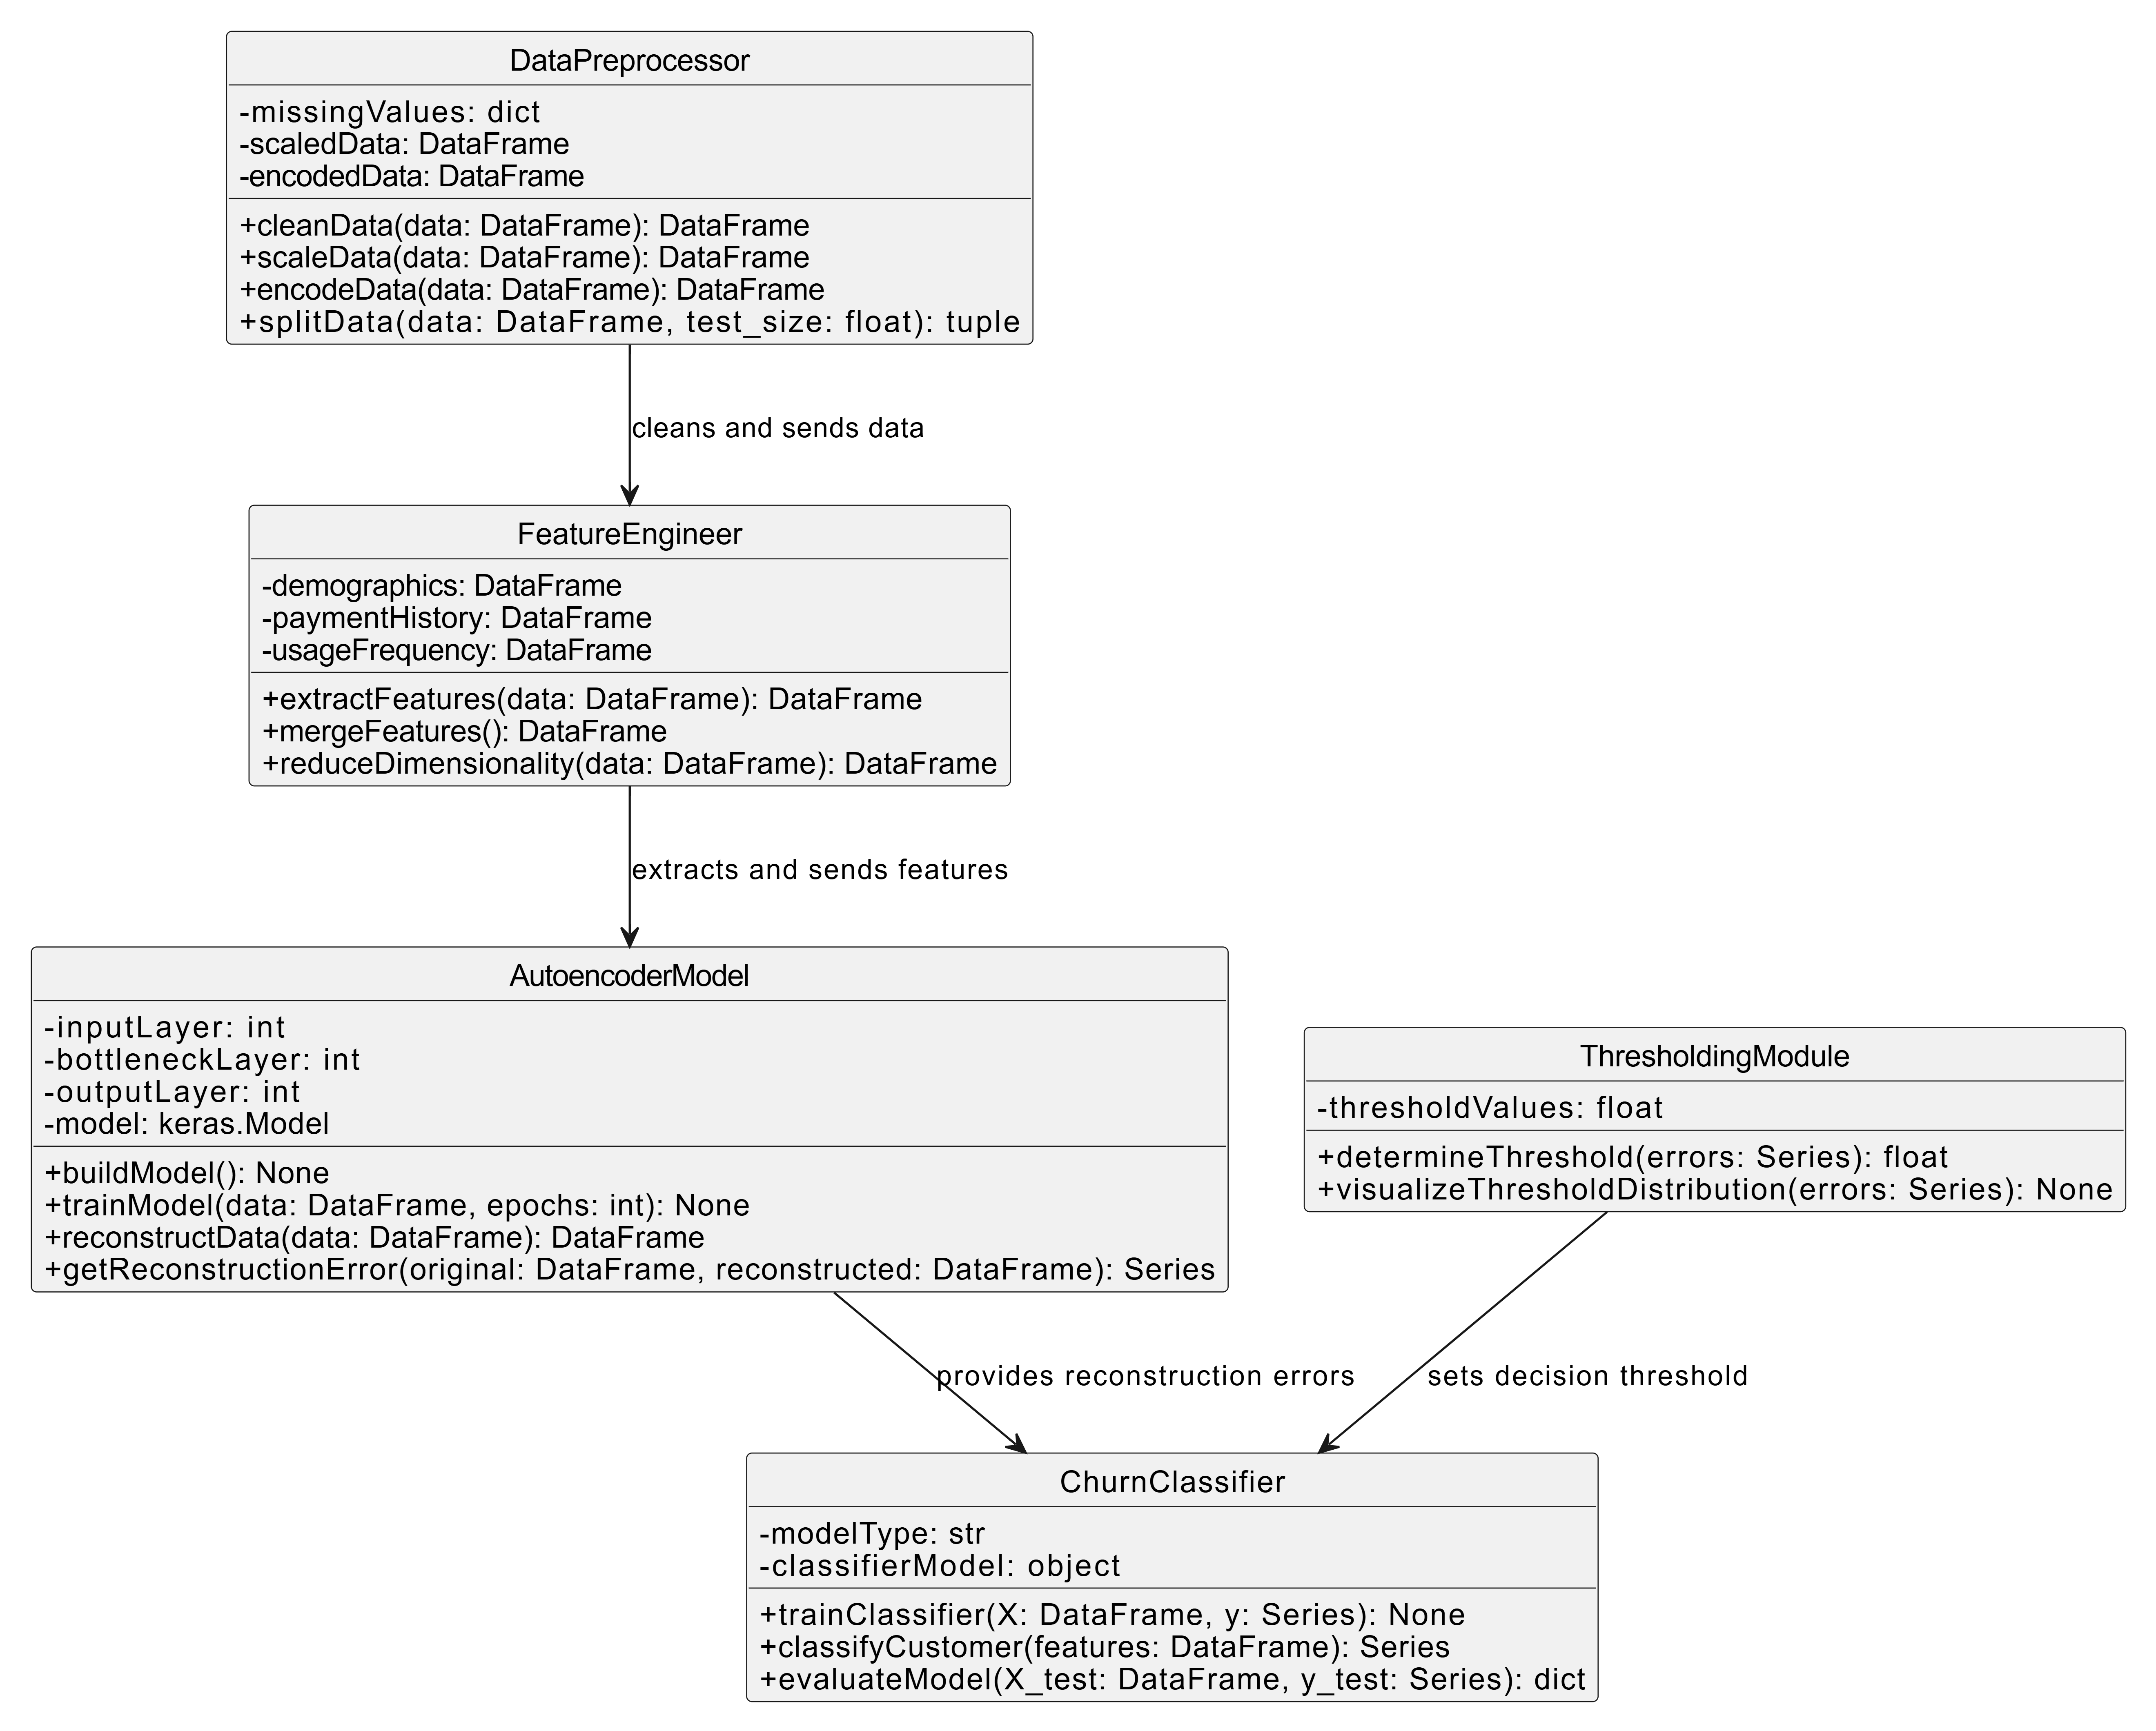 DataPreprocessor
-missingValues: dict
-scaledData: DataFrame
-encodedData: DataFrame
+cleanData(data: DataFrame): DataFrame
+scaleData(data: DataFrame): DataFrame
+encodeData(data: DataFrame): DataFrame
+splitData(data: DataFrame, test_size: float): tuple
cleans and sends data
FeatureEngineer
-demographics: DataFrame
-paymentHistory: DataFrame
-usageFrequency: DataFrame
+extractFeatures(data: DataFrame): DataFrame
+mergeFeatures(): DataFrame
+reduceDimensionality(data: DataFrame): DataFrame
extracts and sends features
AutoencoderModel
-inputLayer: int
-bottleneckLayer: int
-outputLayer: int
-model: keras.Model
+buildModel(): None
+trainModel(data: DataFrame, epochs: int): None
+reconstructData(data: DataFrame): DataFrame
+getReconstructionError(original: DataFrame, reconstructed: DataFrame): Series
ThresholdingModule
-thresholdValues: float
+determineThreshold(errors: Series): float
+visualizeThresholdDistribution(errors: Series): None
provides reconstruction errors
sets decision threshold
ChurnClassifier
-modelType: str
-classifierModel: object
+trainClassifier(X: DataFrame, y: Series): None
+classifyCustomer(features: DataFrame): Series
+evaluateModel(X_test: DataFrame, y_test: Series): dict